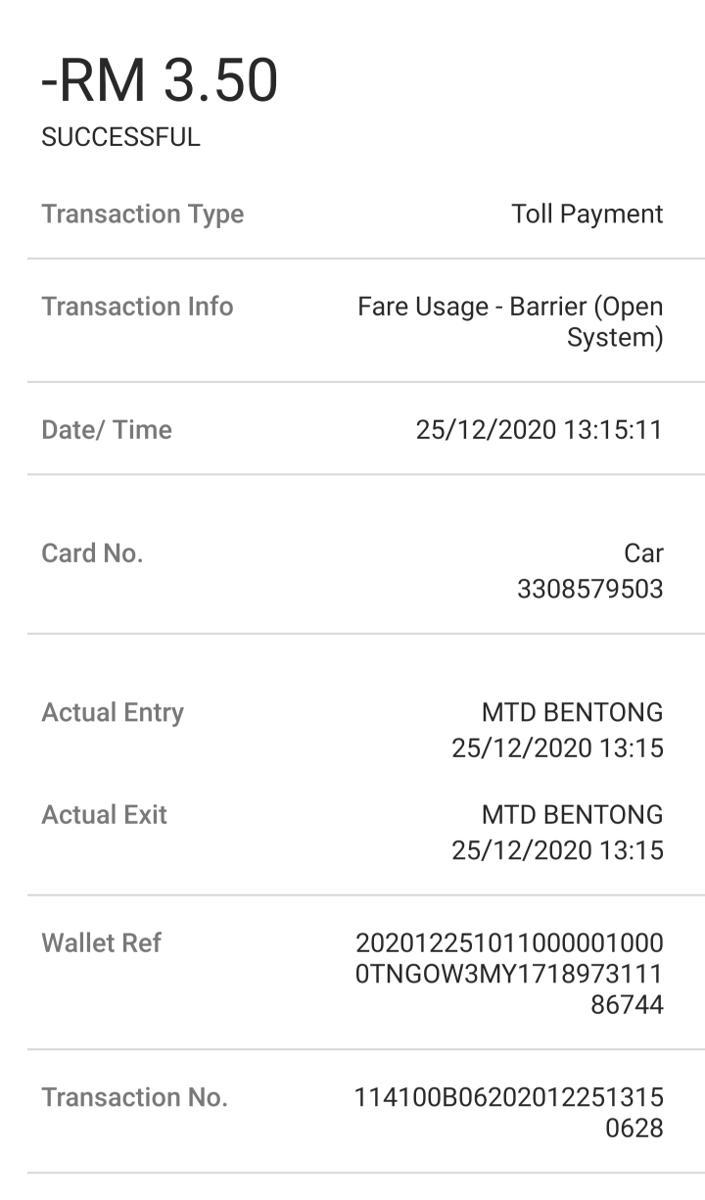 -RM 3.50
SUCCESSFUL
Transaction Type Toll Payment
Transaction Info Fare Usage - Barrier (Open
System)
Date/ Time 25/12/2020 13:15:11
Card No. Car
3308579503
Actual Entry MTD BENTONG
25/12/2020 13:15
Actual Exit MTD BENTONG
25/12/2020 13:15
Wallet Ref 202012251011000001000
0TNGOW3MY1718973111
86744
Transaction No. 114100B06202012251315
0628